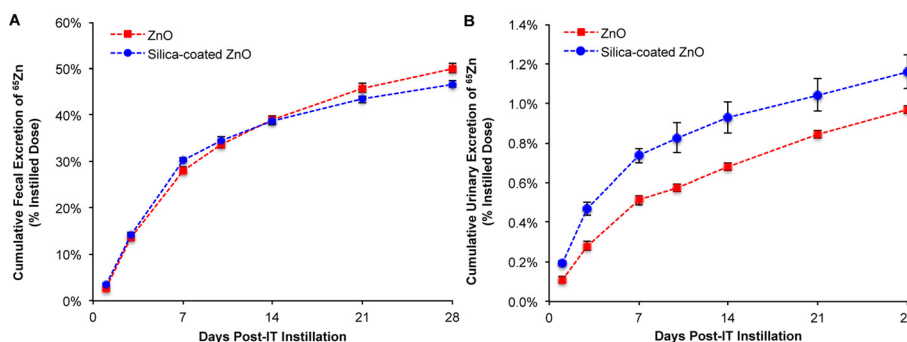 A
Cumulative Fecal Excretion of ⁶⁵Zn
(% Instilled Dose)
60%
50%
40%
30%
20%
10%
0%
ZnO
Silica-coated ZnO
0 7 14 21 28
Days Post-IT Instillation
B
Cumulative Urinary Excretion of ⁶⁵Zn
(% Instilled Dose)
1.4%
1.2%
1.0%
0.8%
0.6%
0.4%
0.2%
0.0%
ZnO
Silica-coated ZnO
0 7 14 21
Days Post-IT Instillation